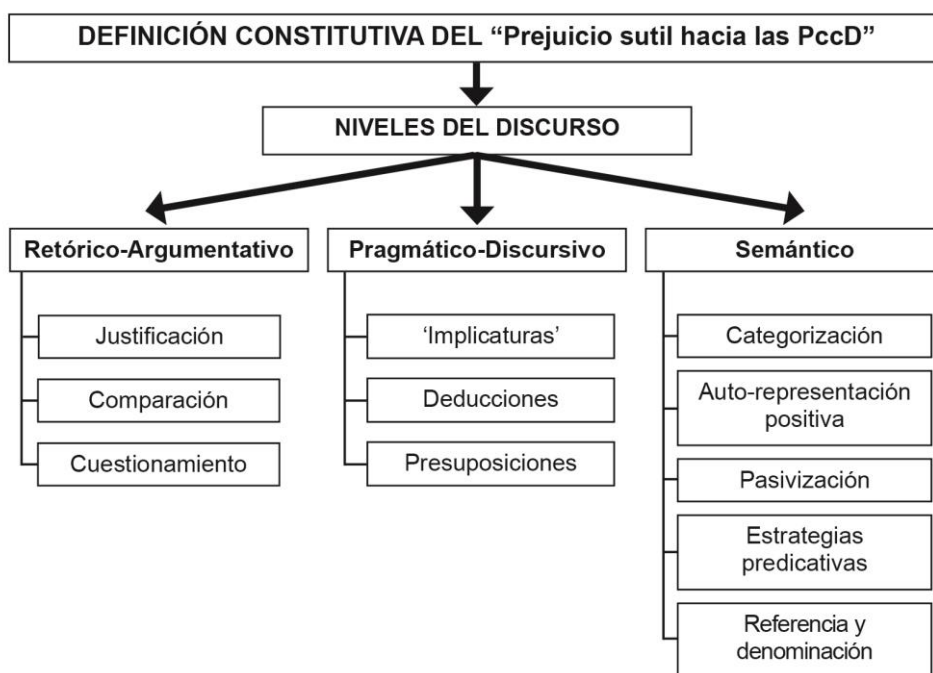 DEFINICIÓN CONSTITUTIVA DEL “Prejuicio sutil hacia las PccD”
NIVELES DEL DISCURSO
Retórico-Argumentativo
Justificación
Comparación
Cuestionamiento
Pragmático-Discursivo
‘Implicaturas’
Deducciones
Presuposiciones
Semántico
Categorización
Auto-representación
positiva
Pasivización
Estrategias
predicativas
Referencia y
denominación